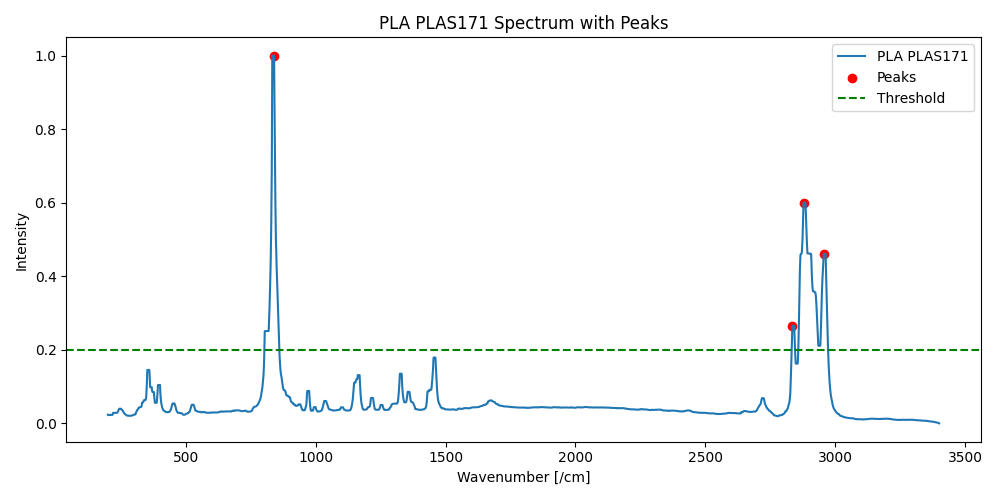 PLA PLAS171 Spectrum with Peaks
PLA PLAS171
Peaks
Threshold
Intensity
1.0
0.8
0.6
0.4
0.2
0.0
500 1000 1500 2000 2500 3000 3500
Wavenumber [/cm]